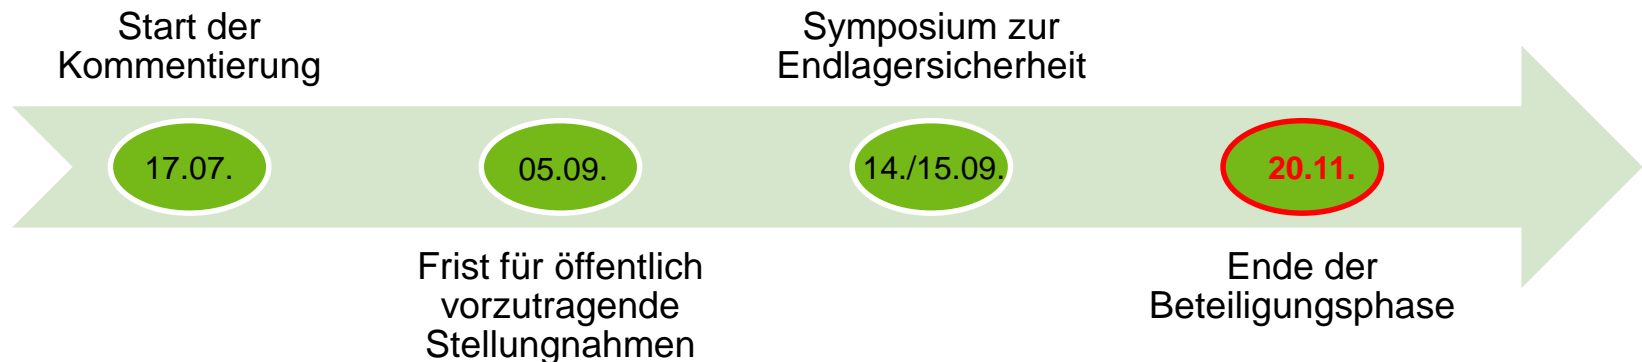 Start der
Kommentierung
Symposium zur
Endlagersicherheit
17.07.
05.09.
14./15.09.
20.11.
Frist für öffentlich
vorzutragende
Stellungnahmen
Ende der
Beteiligungsphase